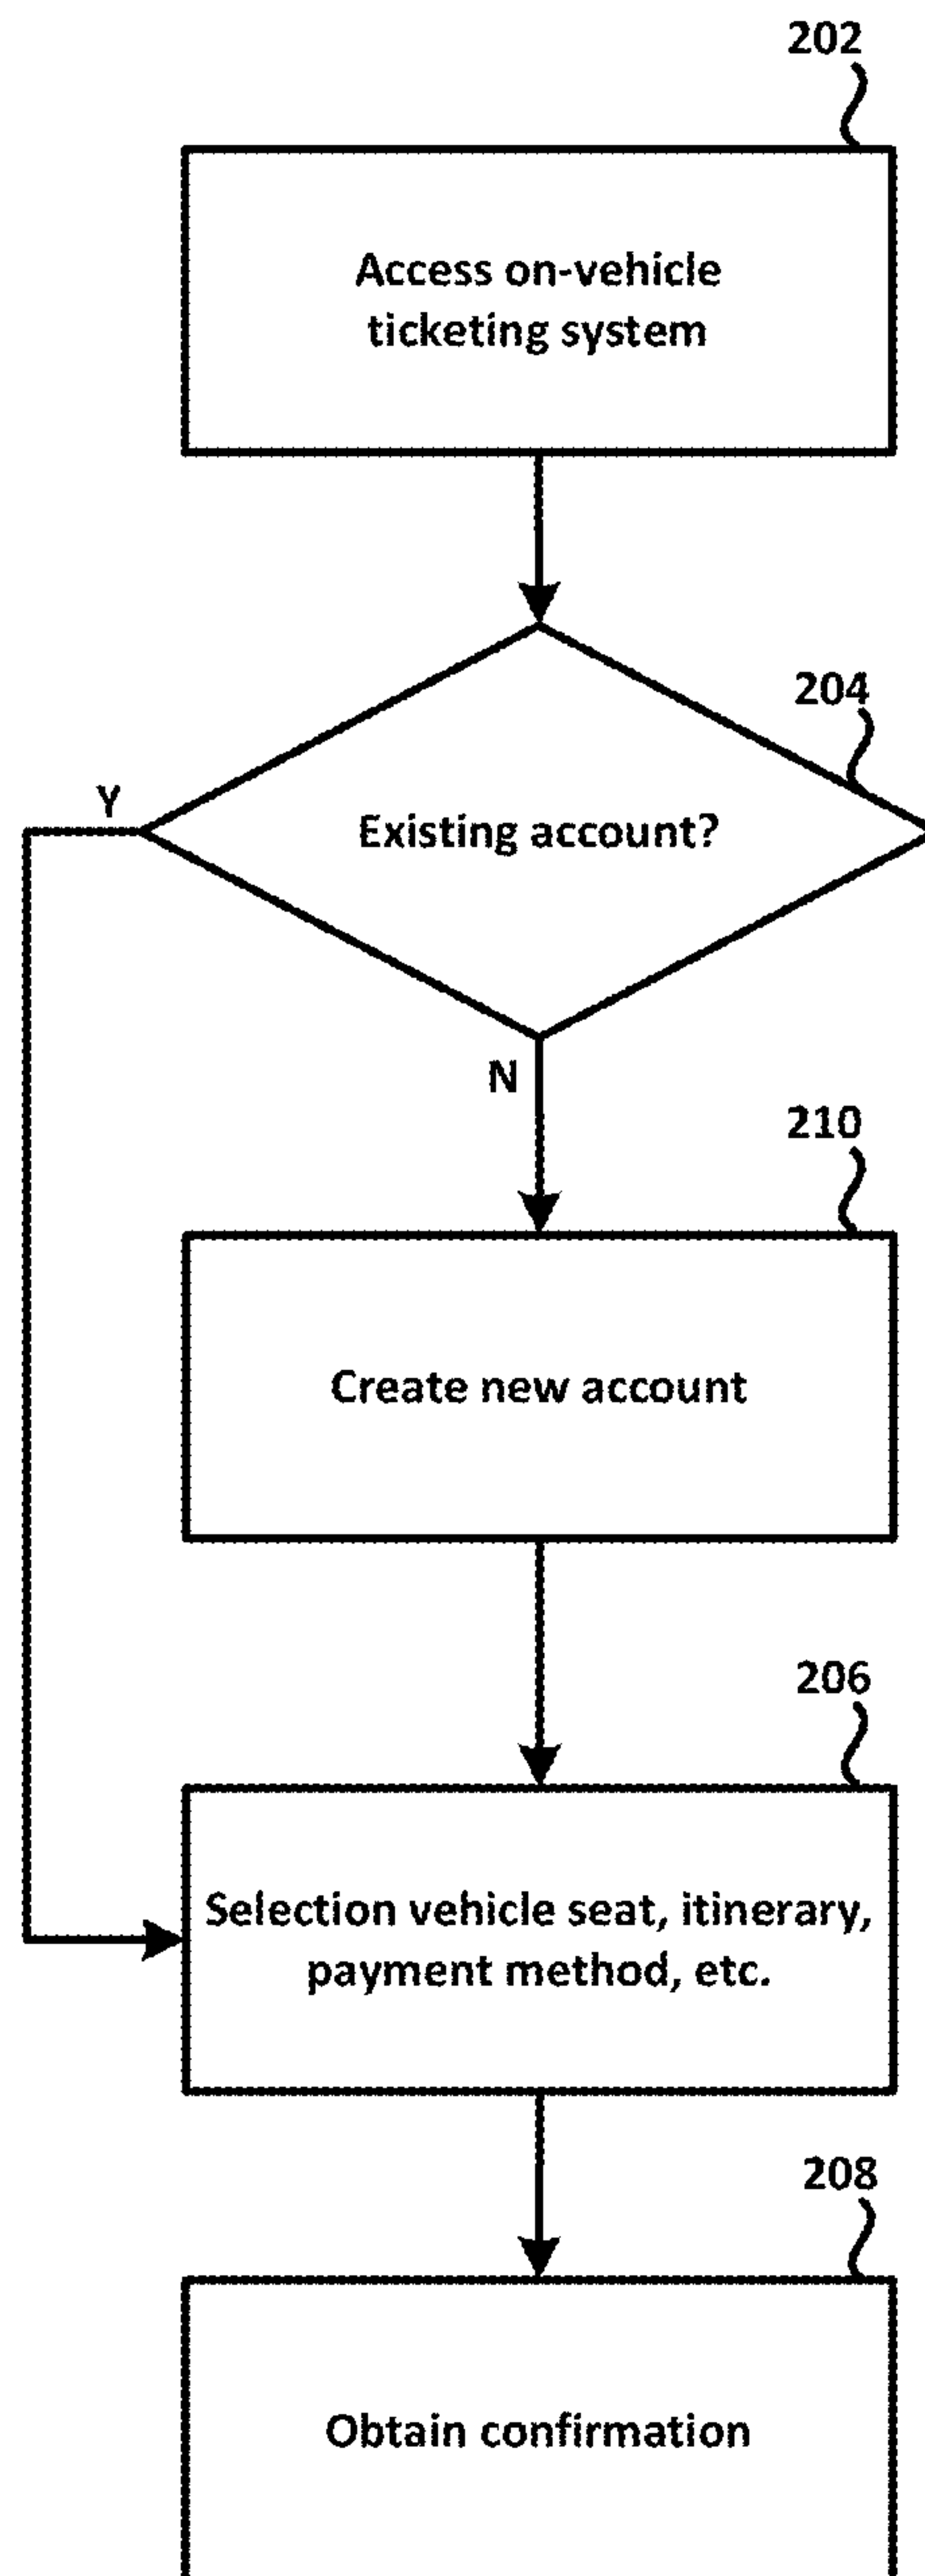 202
Access on-vehicle
ticketing system
204
Y
Existing account?
N
210
Create new account
206
Selection vehicle seat, itinerary,
payment method, etc.
208
Obtain confirmation